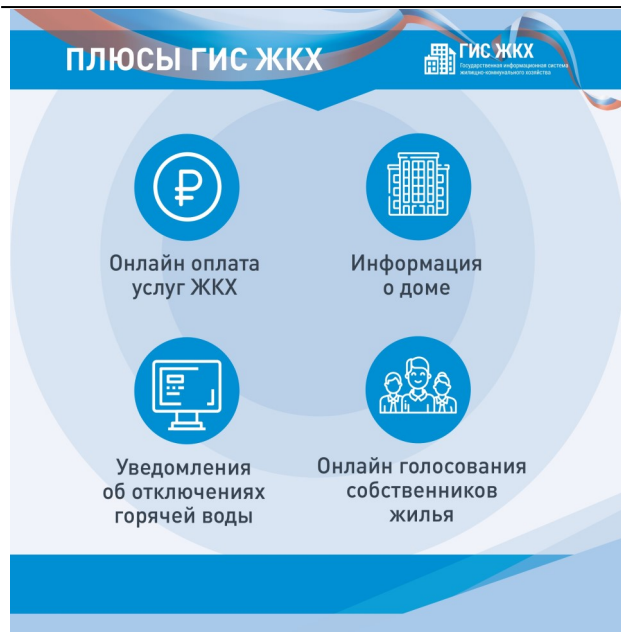 ПЛЮСЫ ГИС ЖКХ
ГИС ЖКХ
Государственная информационная система
жилищно-коммунального хозяйства
₽
Онлайн оплата
услуг ЖКХ
Информация
о доме
Уведомления
об отключениях
горячей воды
Онлайн голосования
собственников
жилья